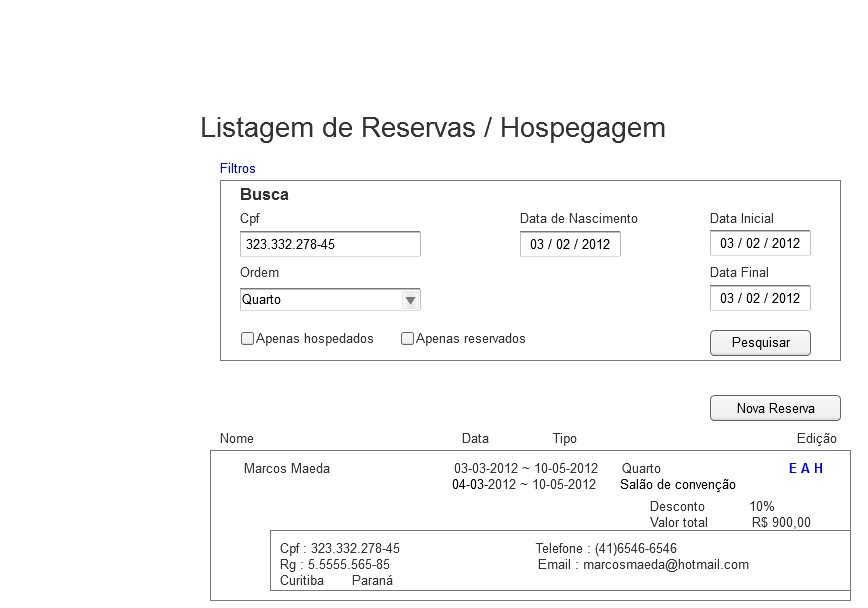 Listagem de Reservas / Hospegagem
Filtros
Busca
Cpf Data de Nascimento Data Inicial
323.332.278-45 03 / 02 / 2012 03 / 02 / 2012
Ordem Data Final
Quarto 03 / 02 / 2012
Apenas hospedados Apenas reservados Pesquisar
Nova Reserva
Nome Data Tipo Edição
Marcos Maeda 03-03-2012 ~ 10-05-2012 Quarto E A H
04-03-2012 ~ 10-05-2012 Salão de convenção
Desconto 10%
Valor total R$ 900,00
Cpf : 323.332.278-45 Telefone : (41)6546-6546
Rg : 5.5555.565-85 Email : marcosmaeda@hotmail.com
Curitiba Paraná